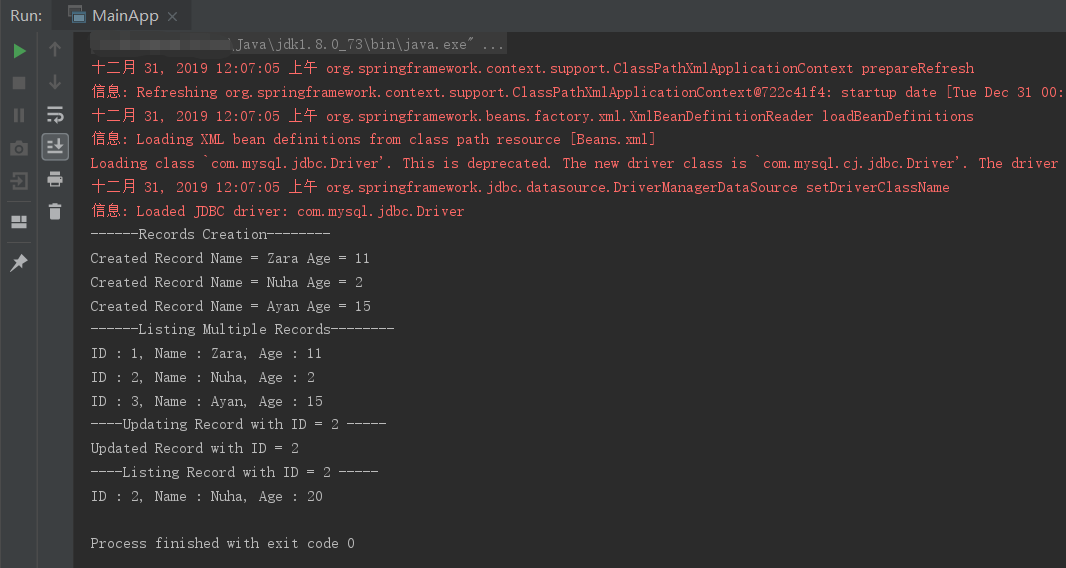 Run: MainApp
\Java\jdk1.8.0_73\bin\java.exe" ...
十二月 31, 2019 12:07:05 上午 org.springframework.context.support.ClassPathXmlApplicationContext prepareRefresh
信息: Refreshing org.springframework.context.support.ClassPathXmlApplicationContext@722c41f4: startup date [Tue Dec 31 00:
十二月 31, 2019 12:07:05 上午 org.springframework.beans.factory.xml.XmlBeanDefinitionReader loadBeanDefinitions
信息: Loading XML bean definitions from class path resource [Beans.xml]
Loading class `com.mysql.jdbc.Driver'. This is deprecated. The new driver class is `com.mysql.cj.jdbc.Driver'. The driver
十二月 31, 2019 12:07:05 上午 org.springframework.jdbc.datasource.DriverManagerDataSource setDriverClassName
信息: Loaded JDBC driver: com.mysql.jdbc.Driver
------Records Creation--------
Created Record Name = Zara Age = 11
Created Record Name = Nuha Age = 2
Created Record Name = Ayan Age = 15
------Listing Multiple Records--------
ID : 1, Name : Zara, Age : 11
ID : 2, Name : Nuha, Age : 2
ID : 3, Name : Ayan, Age : 15
----Updating Record with ID = 2 -----
Updated Record with ID = 2
----Listing Record with ID = 2 -----
ID : 2, Name : Nuha, Age : 20
Process finished with exit code 0